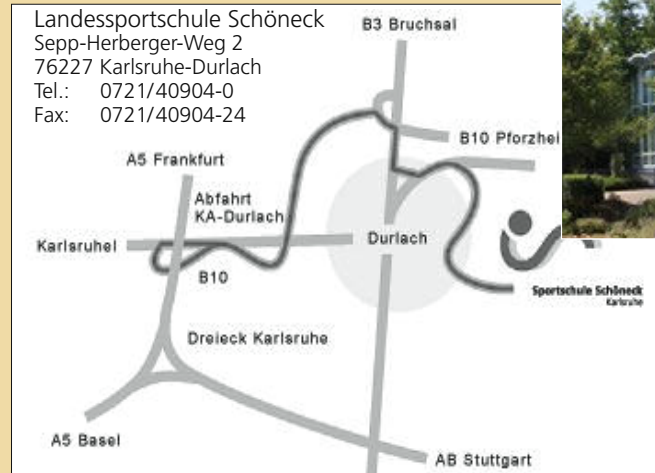 Landessportschule Schöneck
Sepp-Herberger-Weg 2
76227 Karlsruhe-Durlach
Tel.: 0721/40904-0
Fax: 0721/40904-24
B3 Bruchsal
B10 Pforzhei
A5 Frankfurt
Abfahrt
KA-Durlach
Karlsruhel
Durlach
B10
Sportschule Schöneck
Karlsruhe
Dreieck Karlsruhe
A5 Basel
AB Stuttgart